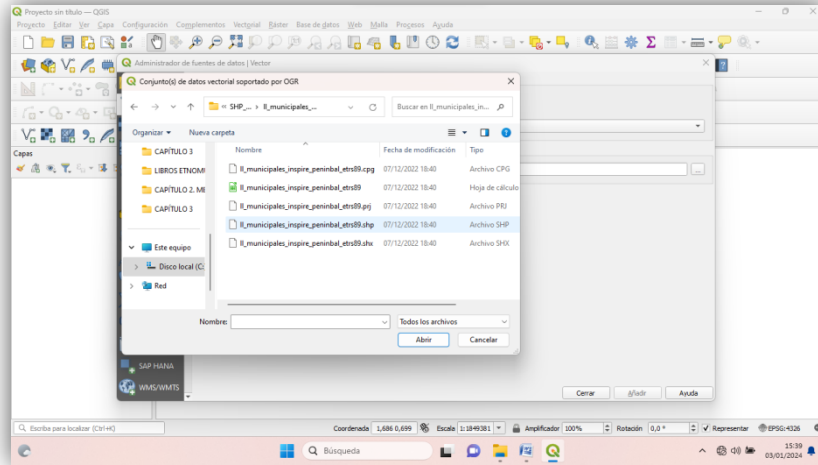 Proyecto sin título — QGIS
Proyecto Editar Ver Capa Configuración Complementos Vectorial Ráster Base de datos Web Malla Procesos Ayuda
Administrador de fuentes de datos | Vector
Conjunto(s) de datos vectorial soportado por OGR
« SHP_... › ll_municipales_...
Buscar en ll_municipales_in...
Organizar
Nueva carpeta
Capas
Nombre Fecha de modificación Tipo
CAPÍTULO 3
LIBROS ETNOM
CAPÍTULO 2. M
CAPÍTULO 3
Este equipo
Disco local (C:
Red
ll_municipales_inspire_peninbal_etrs89.cpg 07/12/2022 18:40 Archivo CPG
ll_municipales_inspire_peninbal_etrs89 07/12/2022 18:40 Hoja de cálculo
ll_municipales_inspire_peninbal_etrs89.prj 07/12/2022 18:40 Archivo PRJ
ll_municipales_inspire_peninbal_etrs89.shp 07/12/2022 18:40 Archivo SHP
ll_municipales_inspire_peninbal_etrs89.shx 07/12/2022 18:40 Archivo SHX
Nombre:
Todos los archivos
Abrir Cancelar
SAP HANA
WMS/WMTS
Cerrar Añadir Ayuda
Escriba para localizar (Ctrl+K)
Coordenada 1,686 0,699 Escala 1:1849381 Amplificador 100% Rotación 0,0 ° Representar EPSG:4326
Búsqueda
15:39
03/01/2024